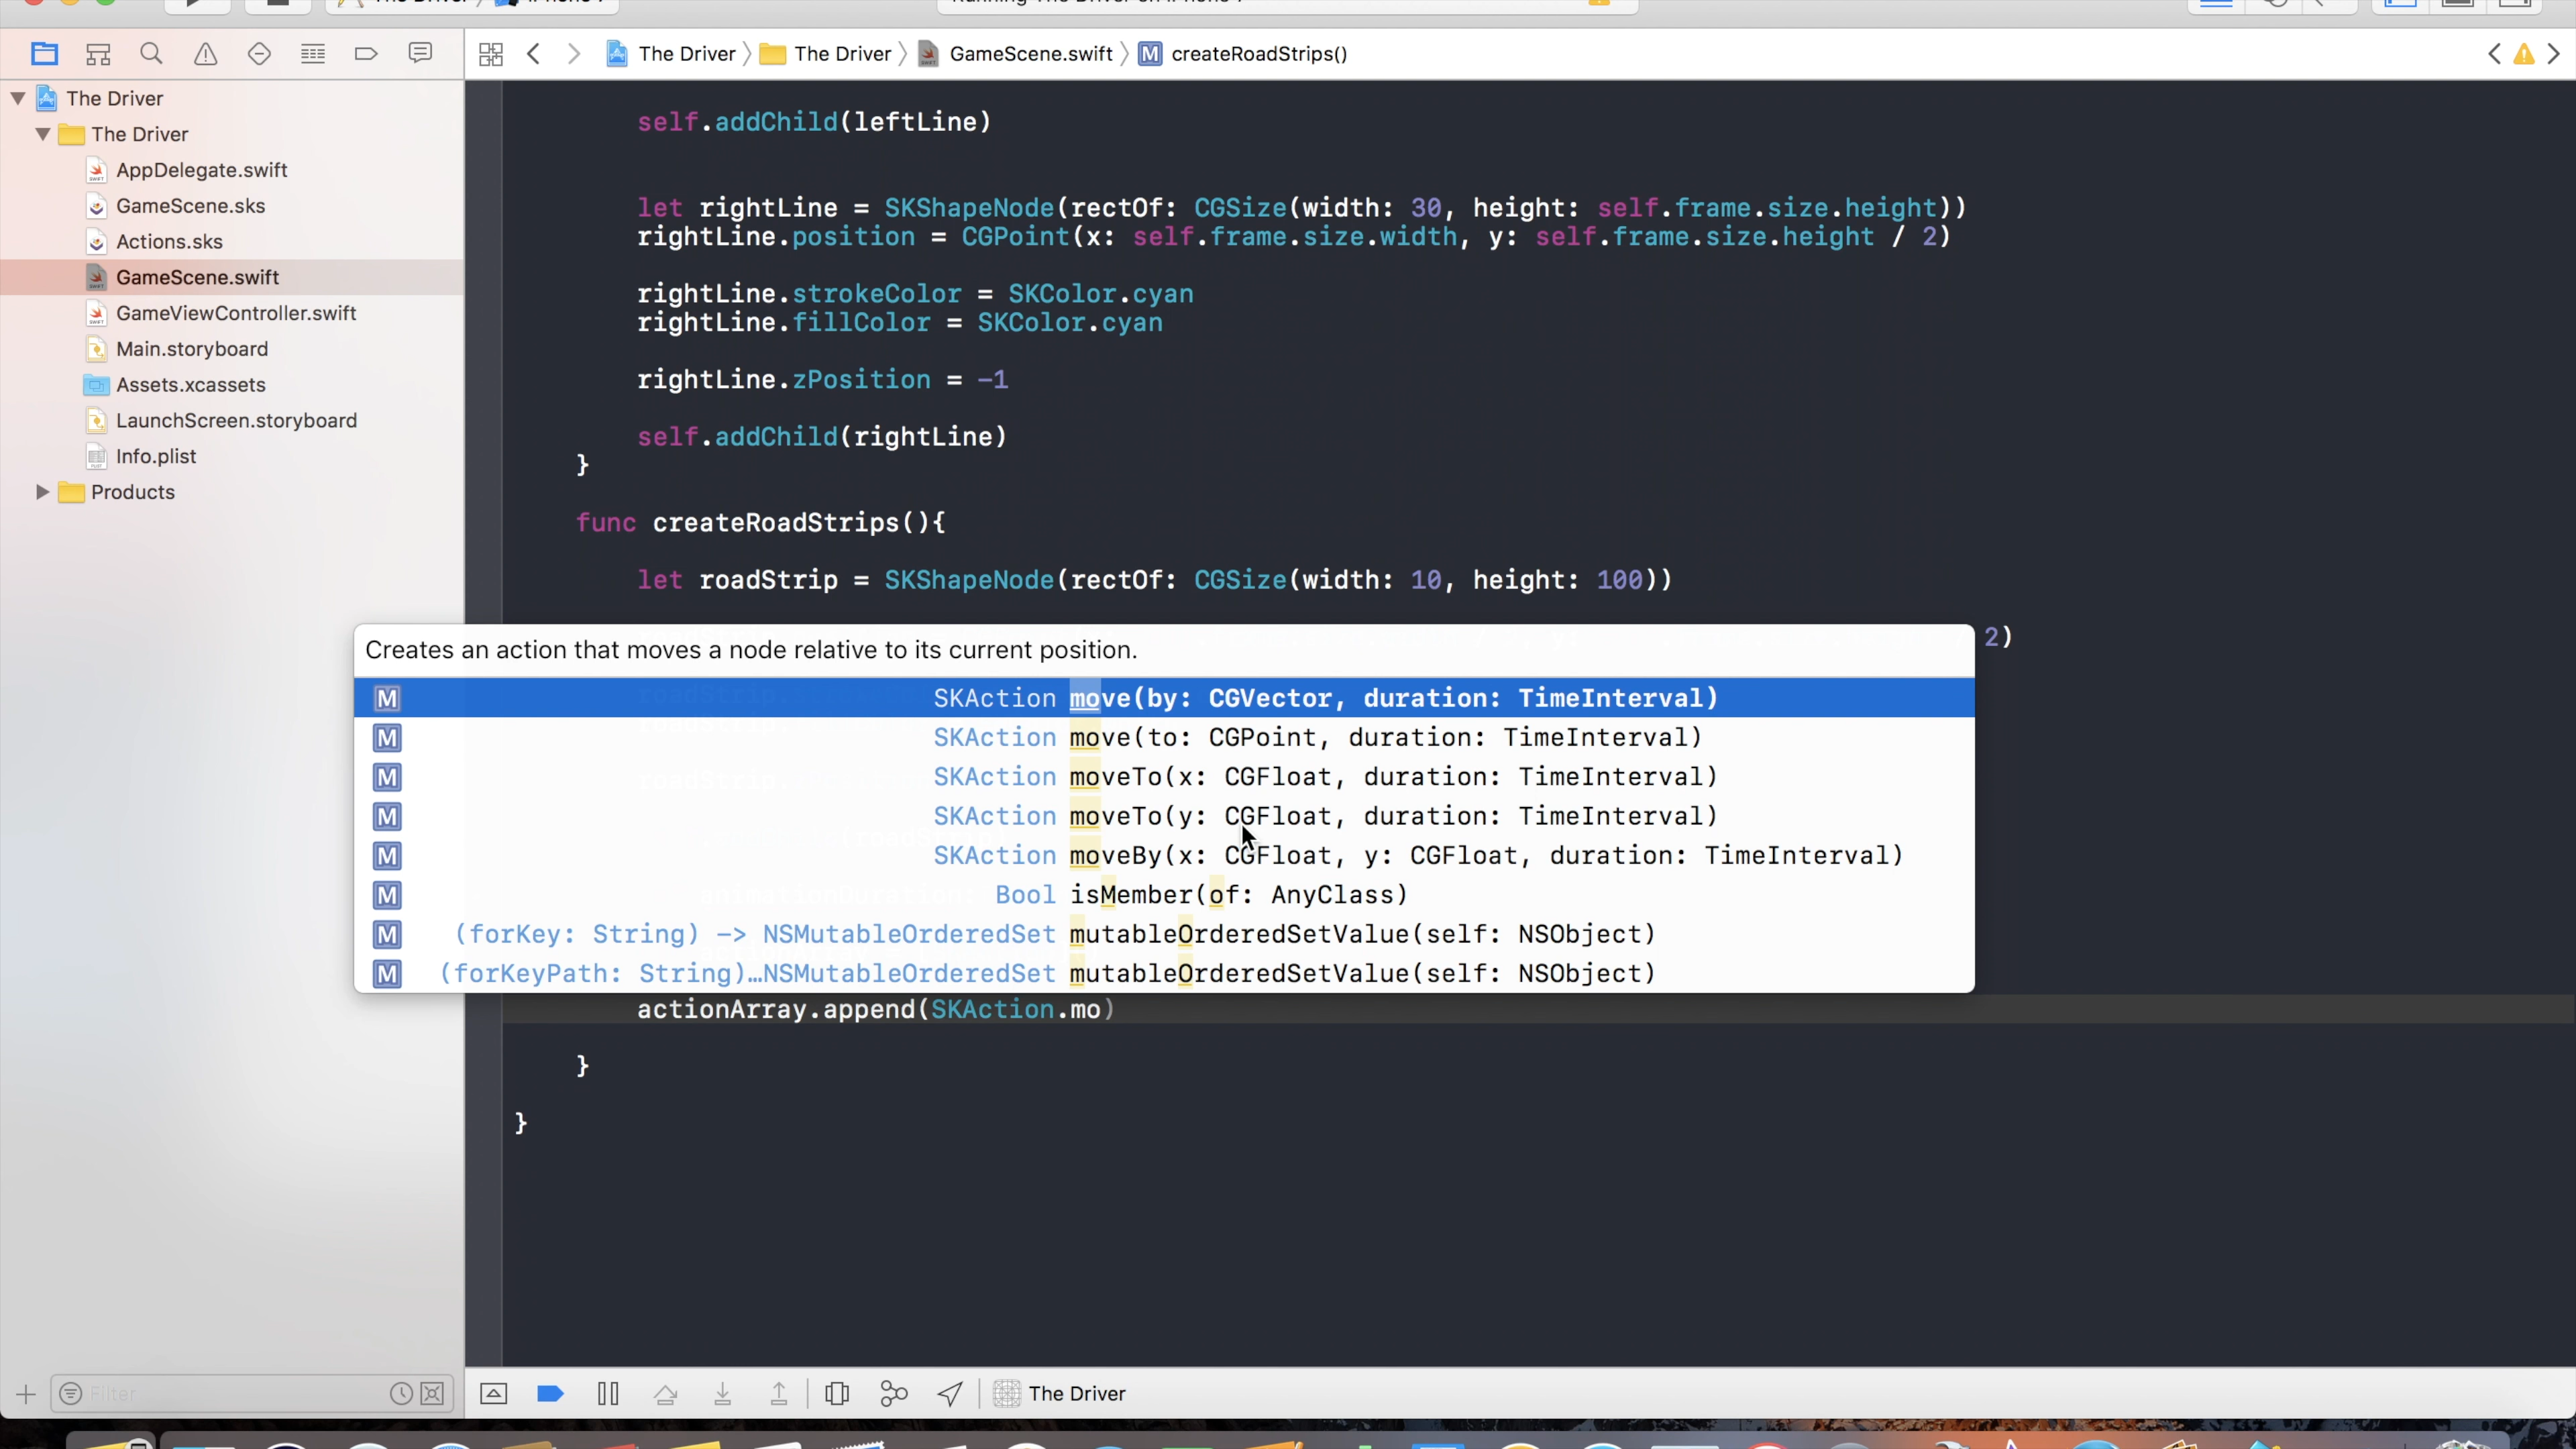 The Driver
The Driver
GameScene.swift
createRoadStrips()
The Driver
The Driver
AppDelegate.swift
GameScene.sks
Actions.sks
GameScene.swift
GameViewController.swift
Main.storyboard
Assets.xcassets
LaunchScreen.storyboard
Info.plist
Products
self.addChild(leftLine)
let rightLine = SKShapeNode(rectOf: CGSize(width: 30, height: self.frame.size.height))
rightLine.position = CGPoint(x: self.frame.size.width, y: self.frame.size.height / 2)
rightLine.strokeColor = SKColor.cyan
rightLine.fillColor = SKColor.cyan
rightLine.zPosition = -1
self.addChild(rightLine)
}
func createRoadStrips(){
let roadStrip = SKShapeNode(rectOf: CGSize(width: 10, height: 100))
2)
Creates an action that moves a node relative to its current position.
M SKAction move(by: CGVector, duration: TimeInterval)
M SKAction move(to: CGPoint, duration: TimeInterval)
M SKAction moveTo(x: CGFloat, duration: TimeInterval)
M SKAction moveTo(y: CGFloat, duration: TimeInterval)
M SKAction moveBy(x: CGFloat, y: CGFloat, duration: TimeInterval)
M Bool isMember(of: AnyClass)
M (forKey: String) -> NSMutableOrderedSet mutableOrderedSetValue(self: NSObject)
M (forKeyPath: String)…NSMutableOrderedSet mutableOrderedSetValue(self: NSObject)
actionArray.append(SKAction.mo)
}
}
Filter
The Driver